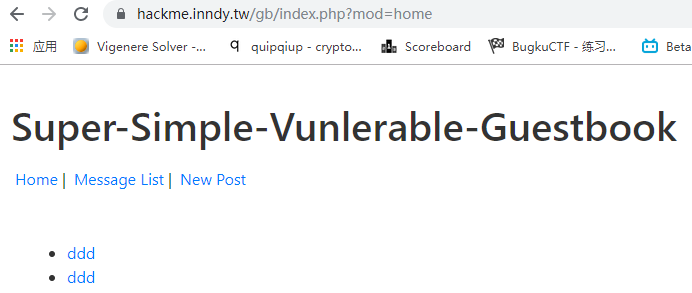 hackme.inndy.tw/gb/index.php?mod=home
应用 Vigenere Solver -... quipqiup - crypto... Scoreboard BugkuCTF - 练习... Beta
Super-Simple-Vunlerable-Guestbook
Home | Message List | New Post
ddd
ddd